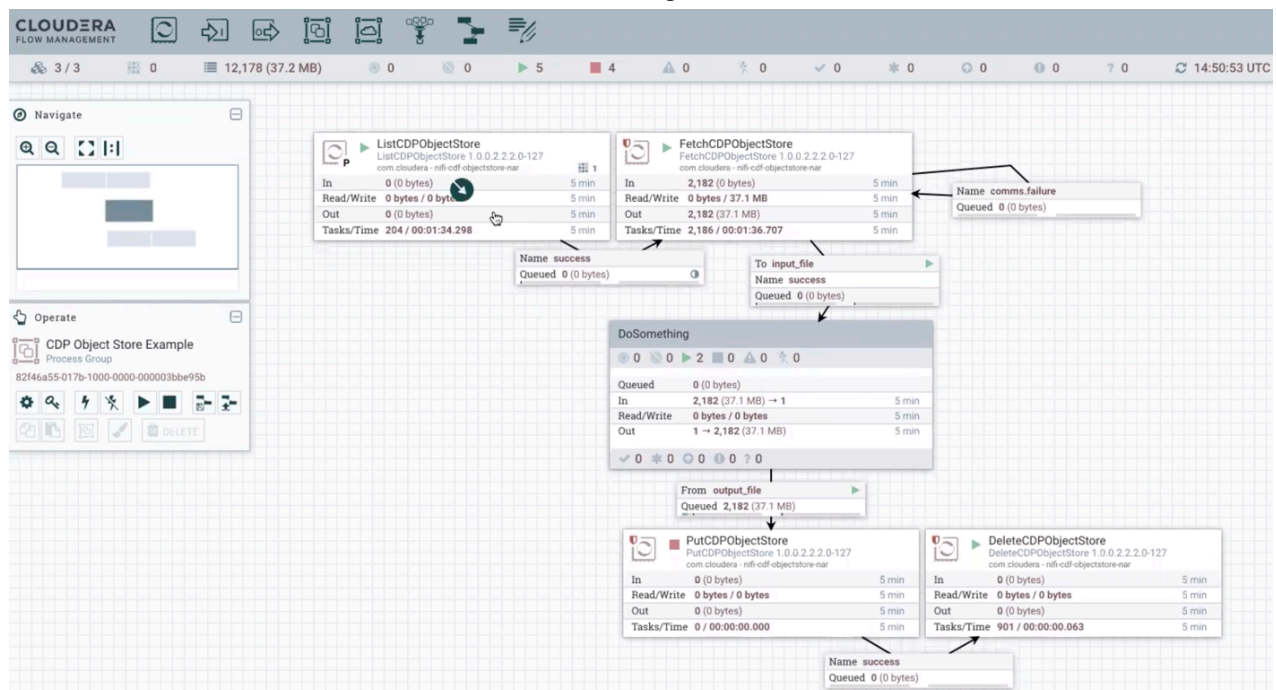 CLOUDERA
FLOW MANAGEMENT
3 / 3 0 12,178 (37.2 MB) 0 0 5 4 0 0 0 0 0 0 ? 0 14:50:53 UTC
Navigate
Operate
CDP Object Store Example
Process Group
82f46a55-017b-1000-0000-000003bbe95b
DELETE
ListCDPObjectStore
ListCDPObjectStore 1.0.0.2.2.2.0-127
com.cloudera - nifi-cdf-objectstore-nar
P
1
In 0 (0 bytes) 5 min
Read/Write 0 bytes / 0 bytes 5 min
Out 0 (0 bytes) 5 min
Tasks/Time 204 / 00:01:34.298 5 min
FetchCDPObjectStore
FetchCDPObjectStore 1.0.0.2.2.2.0-127
com.cloudera - nifi-cdf-objectstore-nar
In 2,182 (0 bytes) 5 min
Read/Write 0 bytes / 37.1 MB 5 min
Out 2,182 (37.1 MB) 5 min
Tasks/Time 2,186 / 00:01:36.707 5 min
Name comms.failure
Queued 0 (0 bytes)
Name success
Queued 0 (0 bytes)
To input_file
Name success
Queued 0 (0 bytes)
DoSomething
0 0 2 0 0 0
Queued 0 (0 bytes)
In 2,182 (37.1 MB) → 1 5 min
Read/Write 0 bytes / 0 bytes 5 min
Out 1 → 2,182 (37.1 MB) 5 min
0 0 0 0 ? 0
From output_file
Queued 2,182 (37.1 MB)
PutCDPObjectStore
PutCDPObjectStore 1.0.0.2.2.2.0-127
com.cloudera - nifi-cdf-objectstore-nar
In 0 (0 bytes) 5 min
Read/Write 0 bytes / 0 bytes 5 min
Out 0 (0 bytes) 5 min
Tasks/Time 0 / 00:00:00.000 5 min
DeleteCDPObjectStore
DeleteCDPObjectStore 1.0.0.2.2.2.0-127
com.cloudera - nifi-cdf-objectstore-nar
In 0 (0 bytes) 5 min
Read/Write 0 bytes / 0 bytes 5 min
Out 0 (0 bytes) 5 min
Tasks/Time 901 / 00:00:00.063 5 min
Name success
Queued 0 (0 bytes)